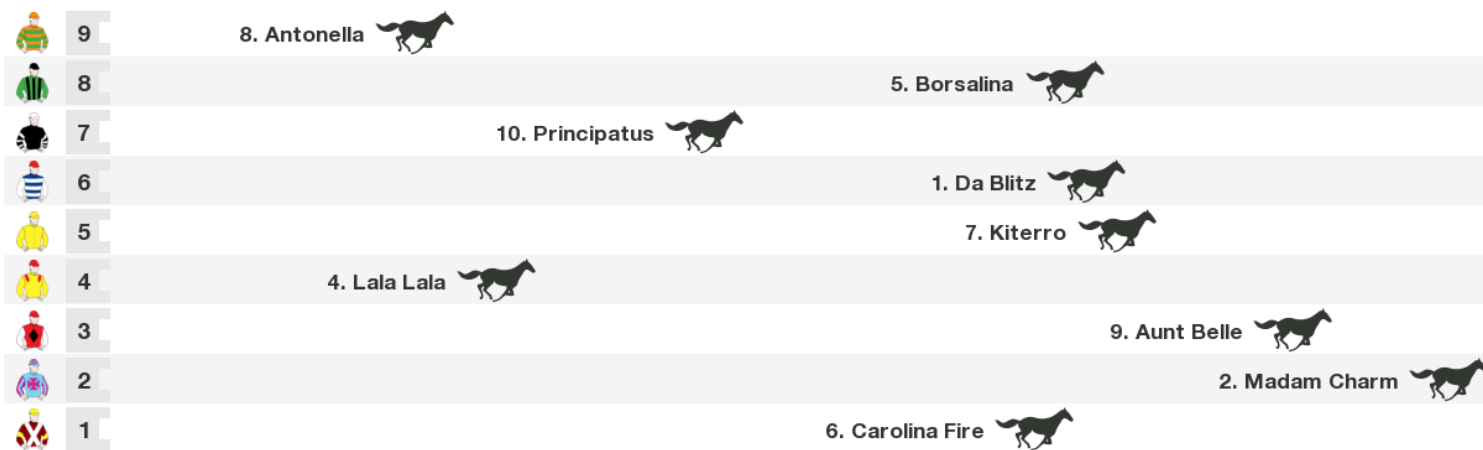 9 8. Antonella
8 5. Borsalina
7 10. Principatus
6 1. Da Blitz
5 7. Kiterro
4 4. Lala Lala
3 9. Aunt Belle
2 2. Madam Charm
1 6. Carolina Fire